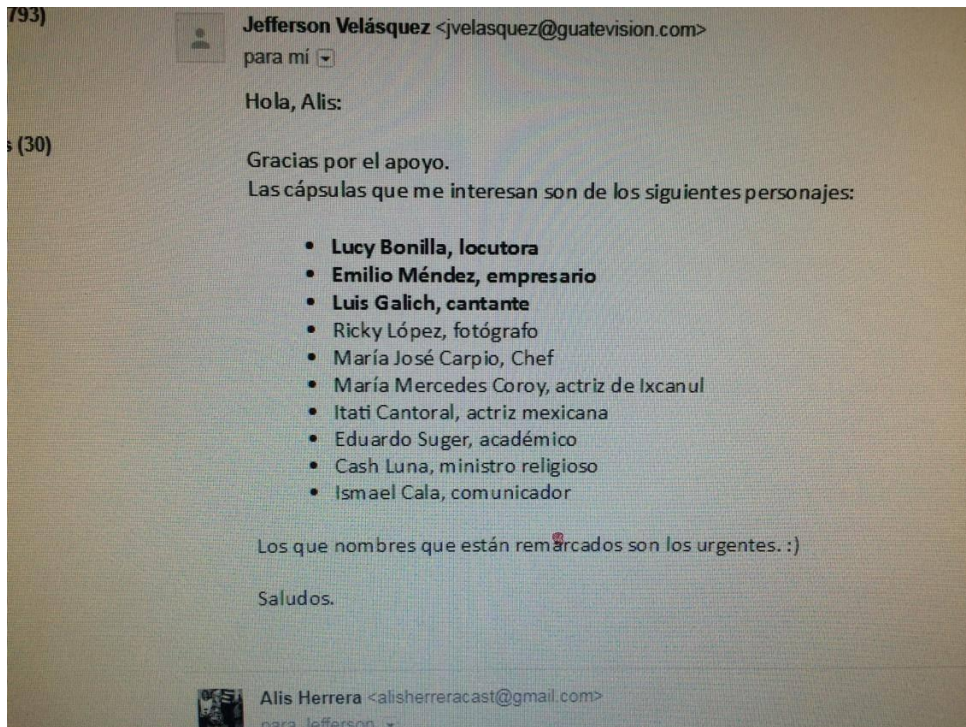 793)
Jefferson Velásquez <jvelasquez@guatevision.com>
para mí
Hola, Alis:
s (30)
Gracias por el apoyo.
Las cápsulas que me interesan son de los siguientes personajes:
• Lucy Bonilla, locutora
• Emilio Méndez, empresario
• Luis Galich, cantante
• Ricky López, fotógrafo
• María José Carpio, Chef
• María Mercedes Coroy, actriz de Ixcanul
• Itati Cantoral, actriz mexicana
• Eduardo Suger, académico
• Cash Luna, ministro religioso
• Ismael Cala, comunicador
Los que nombres que están remarcados son los urgentes. :)
Saludos.
Alis Herrera <alisherreracast@gmail.com>
para Jefferson